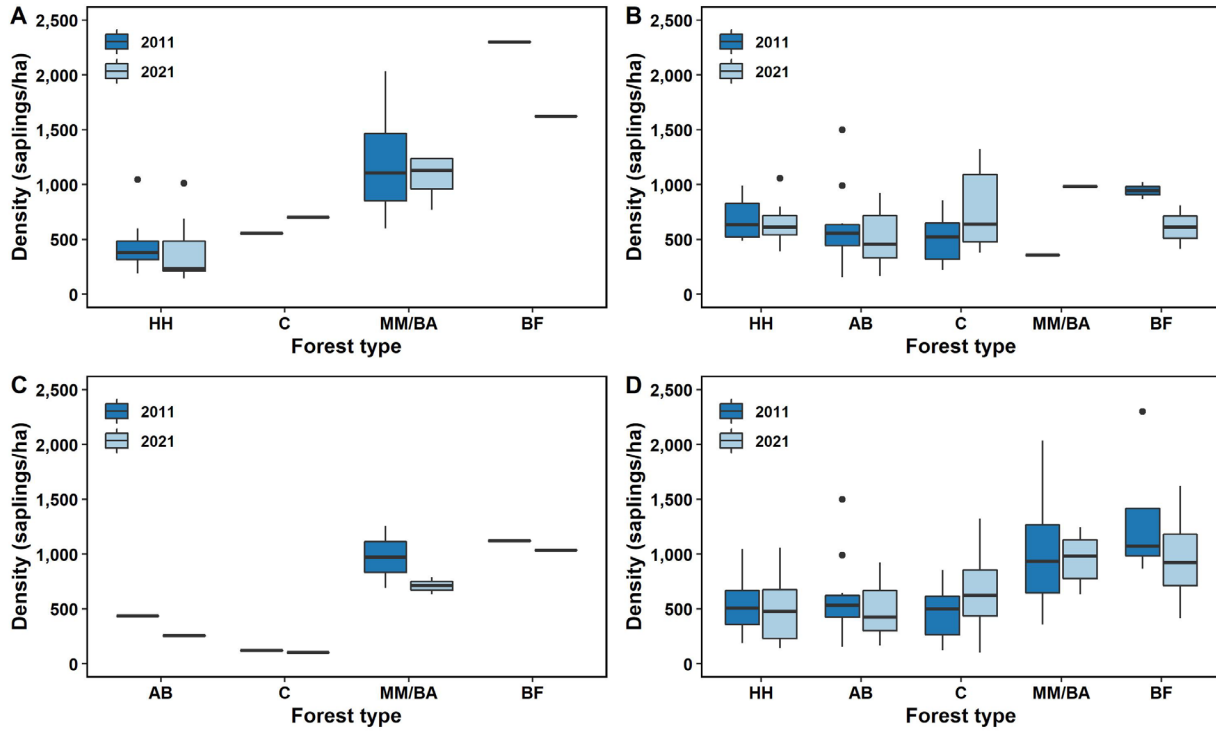 A
Density (saplings/ha)
2,500
2,000
1,500
1,000
500
0
2011
2021
HH C MM/BA BF
Forest type
B
Density (saplings/ha)
2,500
2,000
1,500
1,000
500
0
2011
2021
HH AB C MM/BA BF
Forest type
C
Density (saplings/ha)
2,500
2,000
1,500
1,000
500
0
2011
2021
AB C MM/BA BF
Forest type
D
Density (saplings/ha)
2,500
2,000
1,500
1,000
500
0
2011
2021
HH AB C MM/BA BF
Forest type